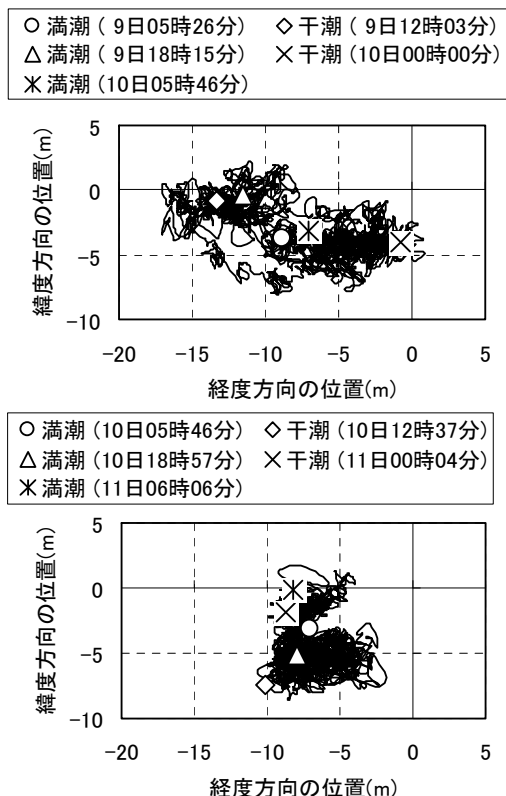 ○ 満潮 ( 9日05時26分) ◇ 干潮 ( 9日12時03分)
△ 満潮 ( 9日18時15分) × 干潮 (10日00時00分)
満潮 (10日05時46分)
5
0
−5
−10
緯度方向の位置(m)
−20 −15 −10 −5 0 5
経度方向の位置(m)
○ 満潮 (10日05時46分) ◇ 干潮 (10日12時37分)
△ 満潮 (10日18時57分) × 干潮 (11日00時04分)
満潮 (11日06時06分)
5
0
−5
−10
緯度方向の位置(m)
−20 −15 −10 −5 0 5
経度方向の位置(m)